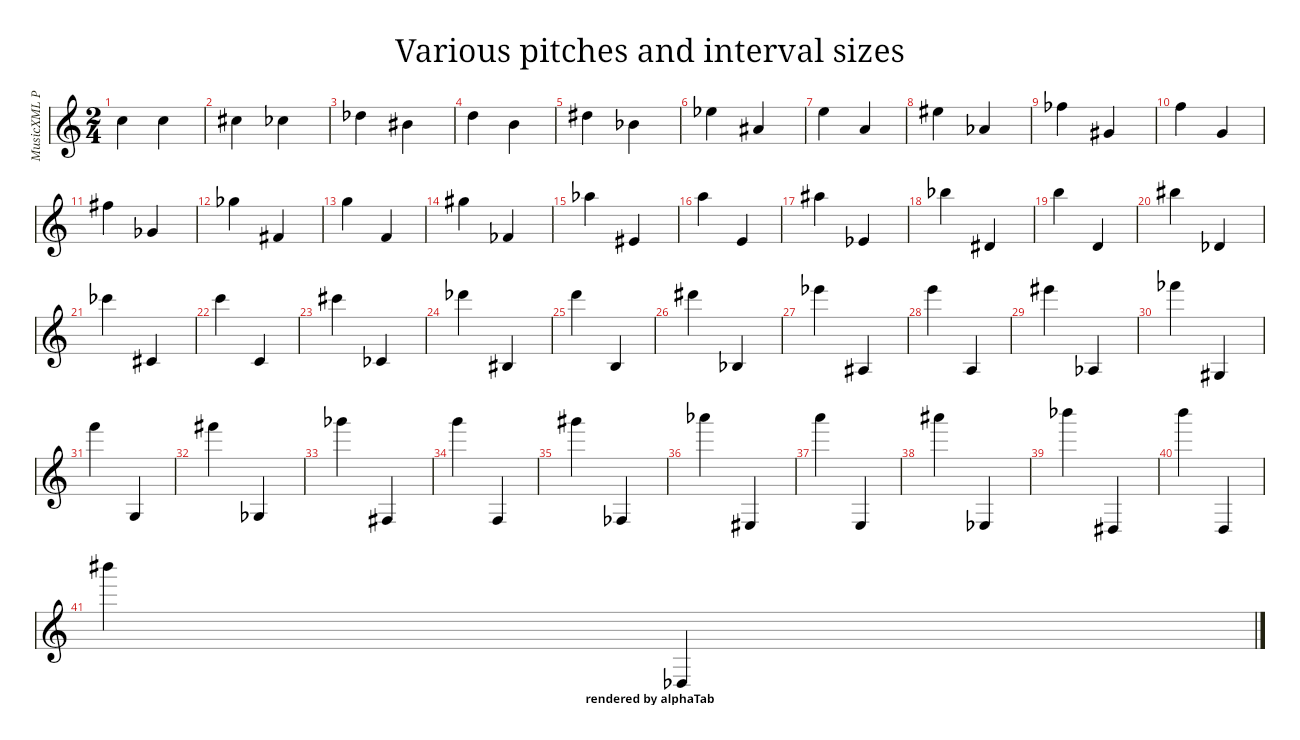 Various pitches and interval sizes
MusicXML P
2
4
1 2 3 4 5 6 7 8 9 10
11 12 13 14 15 16 17 18 19 20
21 22 23 24 25 26 27 28 29 30
31 32 33 34 35 36 37 38 39 40
41
rendered by alphaTab